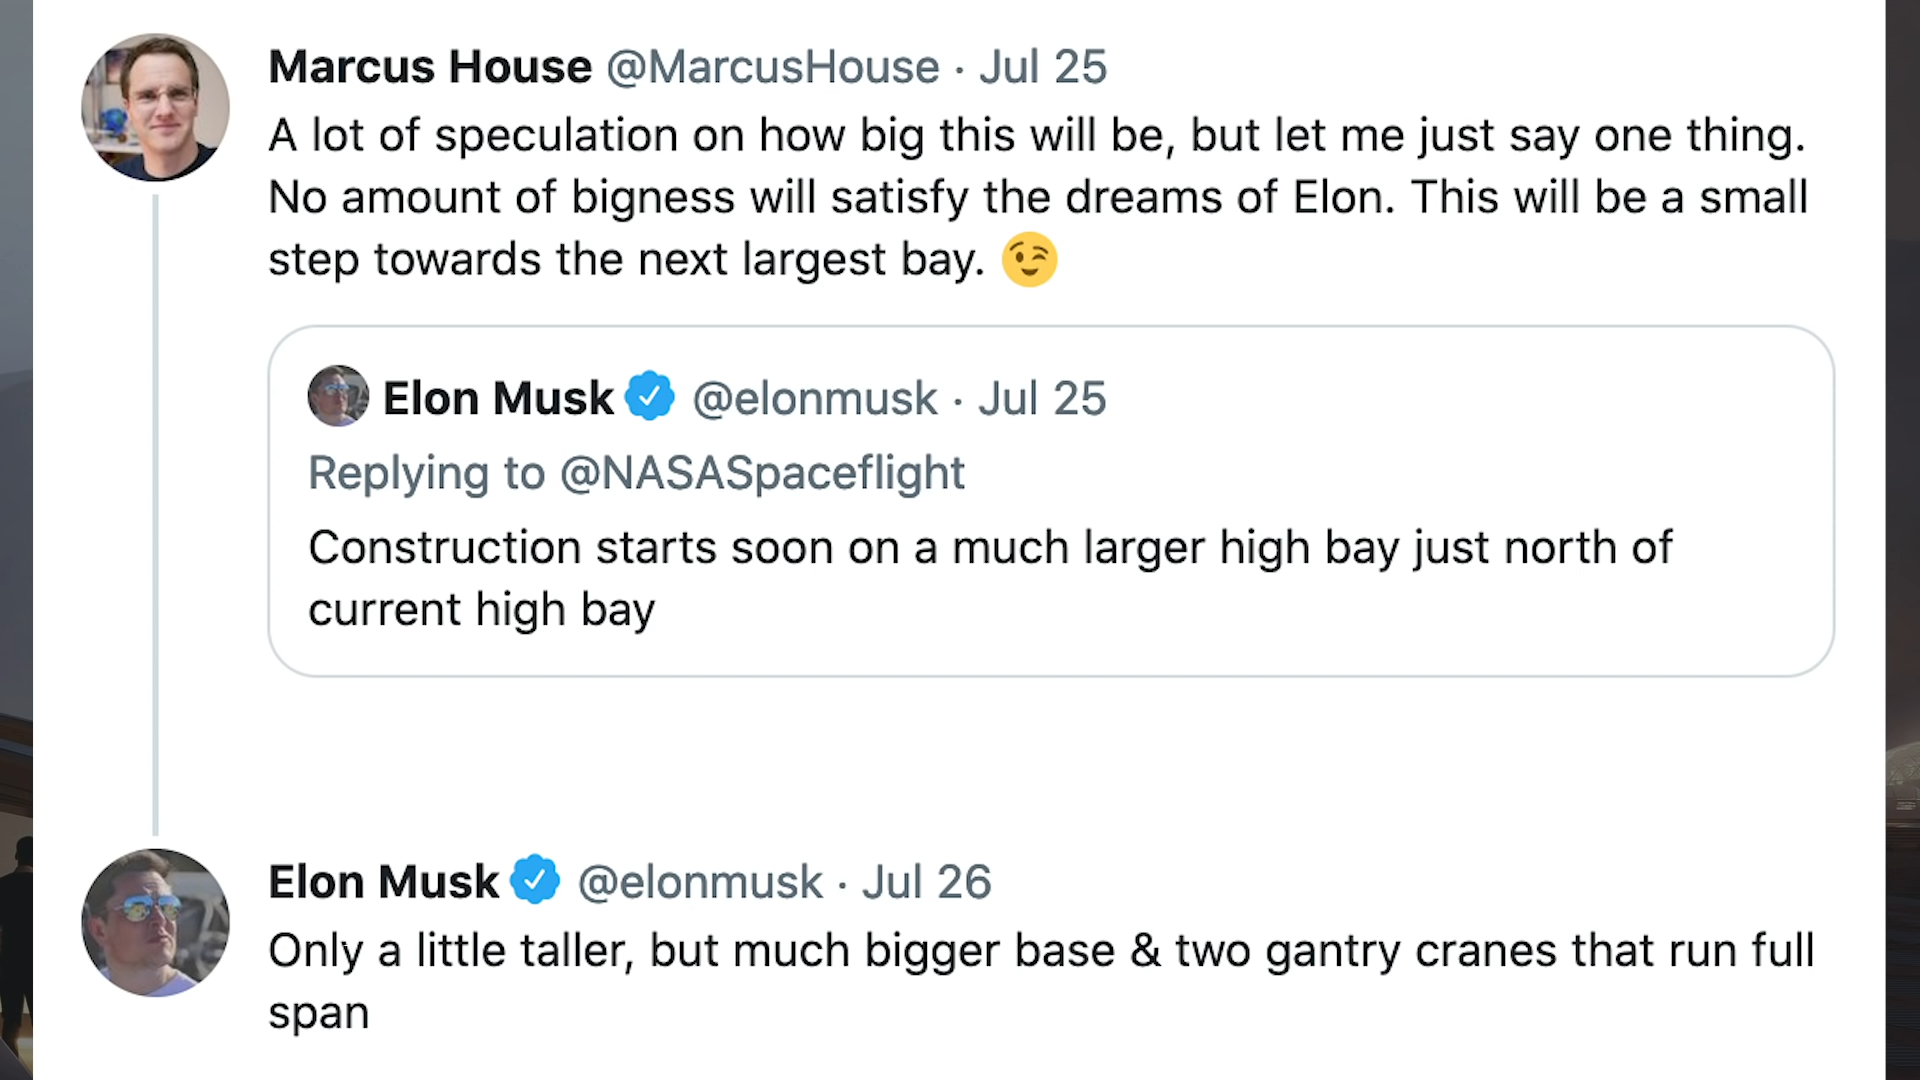 Marcus House @MarcusHouse · Jul 25
A lot of speculation on how big this will be, but let me just say one thing.
No amount of bigness will satisfy the dreams of Elon. This will be a small
step towards the next largest bay. 😉
Elon Musk @elonmusk · Jul 25
Replying to @NASASpaceflight
Construction starts soon on a much larger high bay just north of
current high bay
Elon Musk @elonmusk · Jul 26
Only a little taller, but much bigger base & two gantry cranes that run full
span